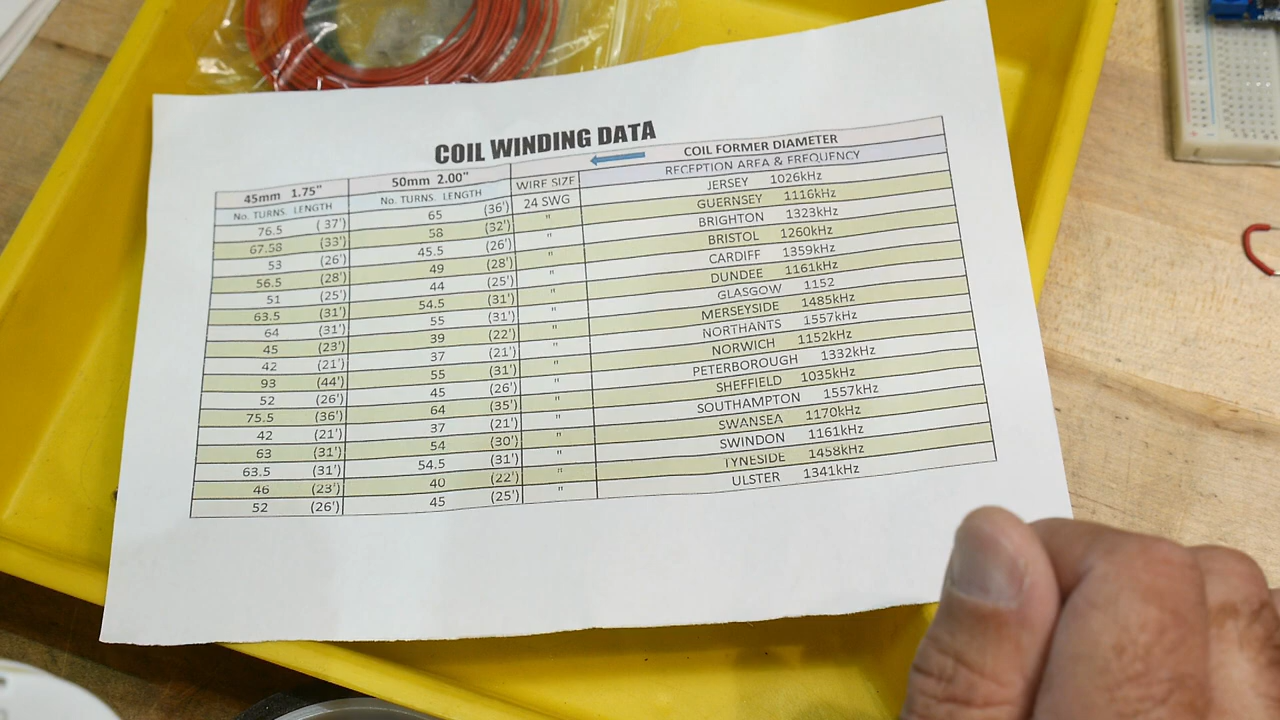 COIL WINDING DATA
45mm 1.75" 50mm 2.00" COIL FORMER DIAMETER
No. TURNS. LENGTH No. TURNS. LENGTH WIRE SIZE RECEPTION AREA & FREQUENCY
76.5 (37') 65 (36') 24 SWG JERSEY 1026kHz
67.58 (33') 58 (32') " GUERNSEY 1116kHz
53 (26') 45.5 (26') " BRIGHTON 1323kHz
56.5 (28') 49 (28') " BRISTOL 1260kHz
51 (25') 44 (25') " CARDIFF 1359kHz
63.5 (31') 54.5 (31') " DUNDEE 1161kHz
64 (31') 55 (31') " GLASGOW 1152
45 (23') 39 (22') " MERSEYSIDE 1485kHz
42 (21') 37 (21') " NORTHANTS 1557kHz
93 (44') 55 (31') " NORWICH 1152kHz
52 (26') 45 (26') " PETERBOROUGH 1332kHz
75.5 (36') 64 (35') " SHEFFIELD 1035kHz
42 (21') 37 (21') " SOUTHAMPTON 1557kHz
63 (31') 54 (30') " SWANSEA 1170kHz
63.5 (31') 54.5 (31') " SWINDON 1161kHz
46 (23') 40 (22') " TYNESIDE 1458kHz
52 (26') 45 (25') " ULSTER 1341kHz